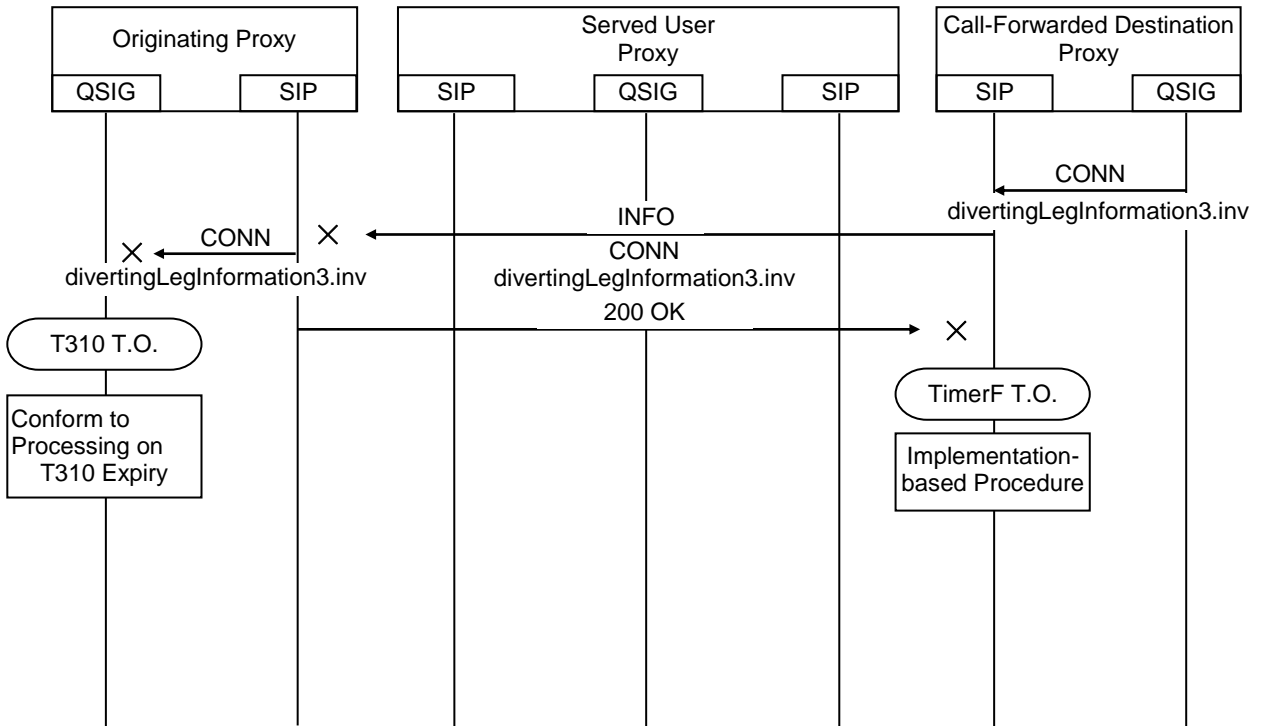 Originating Proxy
Served User
Proxy
Call-Forwarded Destination
Proxy
QSIG
SIP
SIP
QSIG
SIP
SIP
QSIG
CONN
divertingLegInformation3.inv
INFO
CONN
divertingLegInformation3.inv
CONN
divertingLegInformation3.inv
200 OK
T310 T.O.
TimerF T.O.
Conform to
Processing on
T310 Expiry
Implementation-
based Procedure